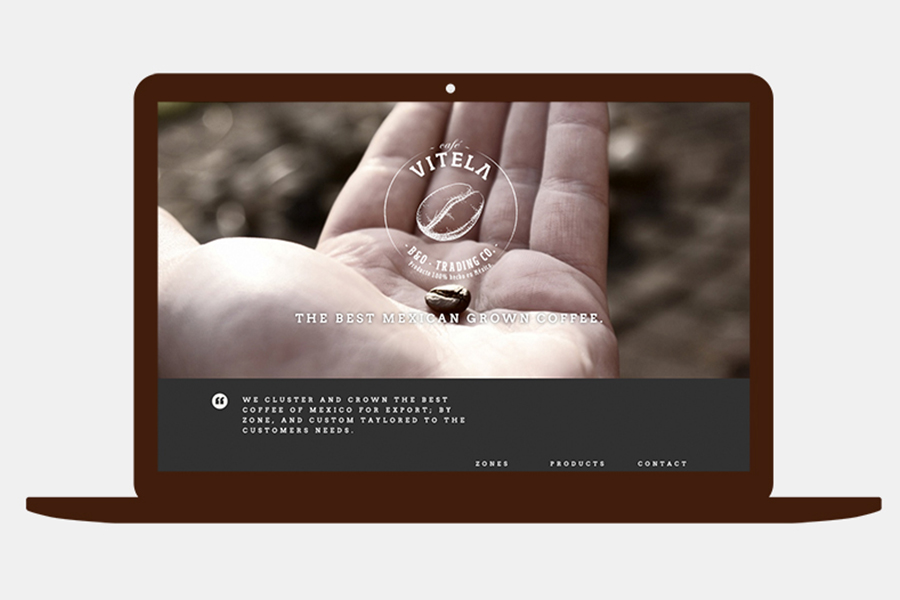 - café -
VITELA
· B&O · TRADING CO. ·
Producto 100% hecho en México
THE BEST MEXICAN GROWN COFFEE.
WE CLUSTER AND CROWN THE BEST
COFFEE OF MEXICO FOR EXPORT; BY
ZONE, AND CUSTOM TAYLORED TO THE
CUSTOMERS NEEDS.
ZONES PRODUCTS CONTACT